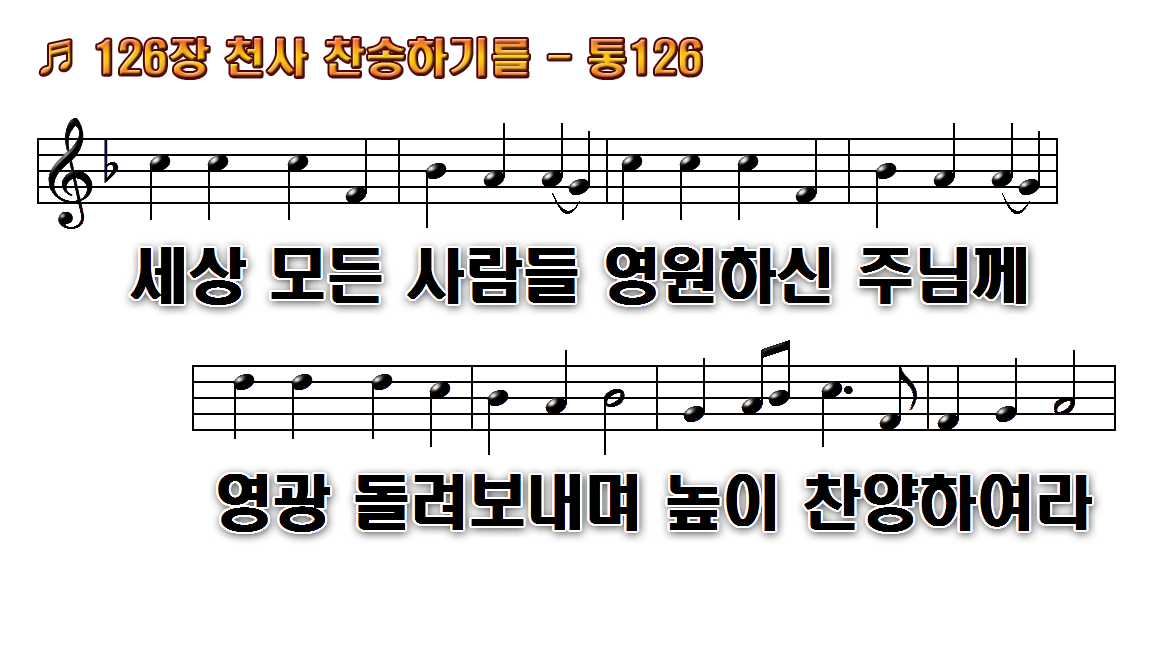 ♬ 126장 천사 찬송하기를 - 통126
세상 모든 사람들 영원하신 주님께
영광 돌려보내며 높이 찬양하여라